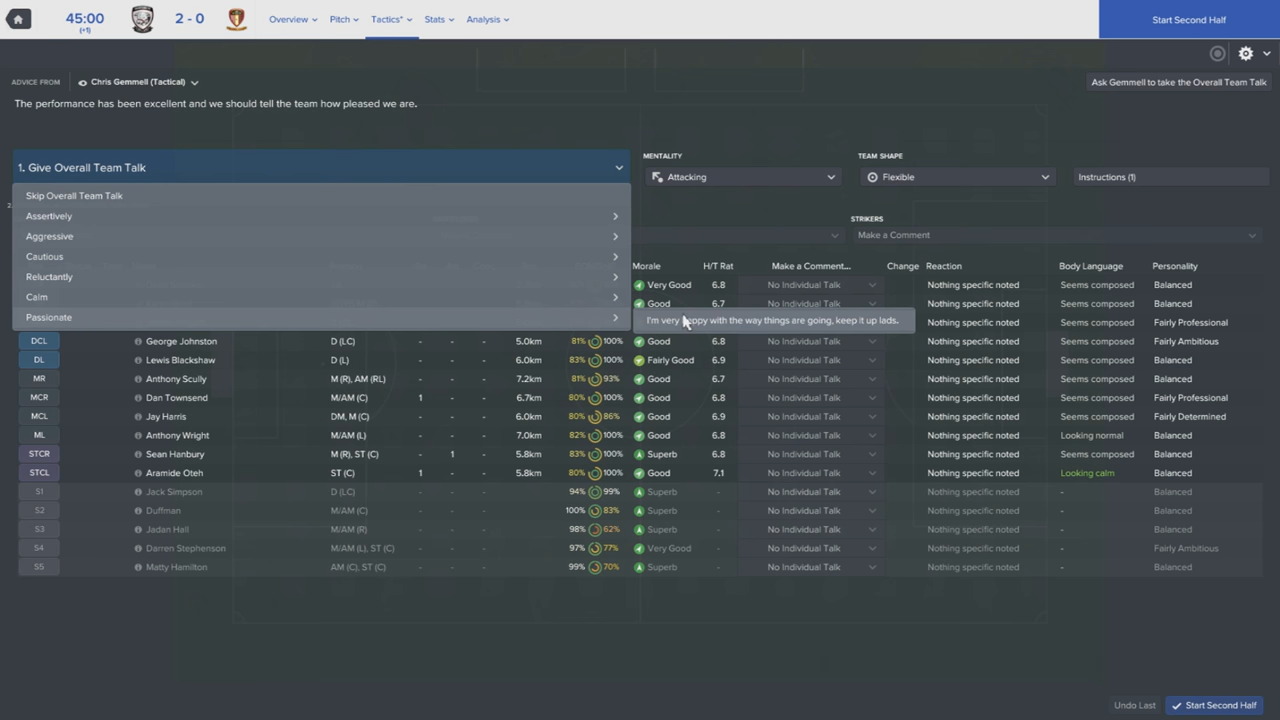 45:00
(+1)
2 - 0
Overview
Pitch
Tactics*
Stats
Analysis
Start Second Half
ADVICE FROM
Chris Gemmell (Tactical)
Ask Gemmell to take the Overall Team Talk
The performance has been excellent and we should tell the team how pleased we are.
MENTALITY
TEAM SHAPE
1. Give Overall Team Talk
Attacking
Flexible
Instructions (1)
Skip Overall Team Talk
Assertively
Aggressive
Cautious
Reluctantly
Calm
Passionate
STRIKERS
Make a Comment
Morale H/T Rat Make a Comment... Change Reaction Body Language Personality
Very Good 6.8 No Individual Talk Nothing specific noted Seems composed Balanced
Good 6.7 No Individual Talk Nothing specific noted Seems composed Balanced
I'm very happy with the way things are going, keep it up lads. Nothing specific noted Seems composed Fairly Professional
DCL George Johnston D (LC) - - - 5.0km 81% 100% Good 6.8 No Individual Talk Nothing specific noted Seems composed Fairly Ambitious
DL Lewis Blackshaw D (L) - - - 6.0km 83% 100% Fairly Good 6.9 No Individual Talk Nothing specific noted Seems composed Balanced
MR Anthony Scully M (R), AM (RL) - - - 7.2km 81% 93% Good 6.7 No Individual Talk Nothing specific noted Seems composed Balanced
MCR Dan Townsend M/AM (C) 1 - - 6.7km 80% 100% Good 6.8 No Individual Talk Nothing specific noted Seems composed Fairly Professional
MCL Jay Harris DM, M (C) - - - 6.0km 80% 86% Good 6.9 No Individual Talk Nothing specific noted Seems composed Fairly Determined
ML Anthony Wright M/AM (L) - - - 7.0km 82% 100% Good 6.8 No Individual Talk Nothing specific noted Looking normal Balanced
STCR Sean Hanbury M (R), ST (C) - 1 - 5.8km 83% 100% Superb 6.8 No Individual Talk Nothing specific noted Seems composed Balanced
STCL Aramide Oteh ST (C) 1 - - 5.8km 80% 100% Good 7.1 No Individual Talk Nothing specific noted Looking calm Balanced
S1 Jack Simpson D (LC) 94% 99% Superb - No Individual Talk Nothing specific noted - Balanced
S2 Duffman M/AM (C) 100% 83% Superb - No Individual Talk Nothing specific noted - Balanced
S3 Jadan Hall M/AM (R) 98% 62% Superb - No Individual Talk Nothing specific noted - Balanced
S4 Darren Stephenson M/AM (L), ST (C) 97% 77% Very Good - No Individual Talk Nothing specific noted - Fairly Ambitious
S5 Matty Hamilton AM (C), ST (C) 99% 70% Superb - No Individual Talk Nothing specific noted - Balanced
Undo Last
Start Second Half